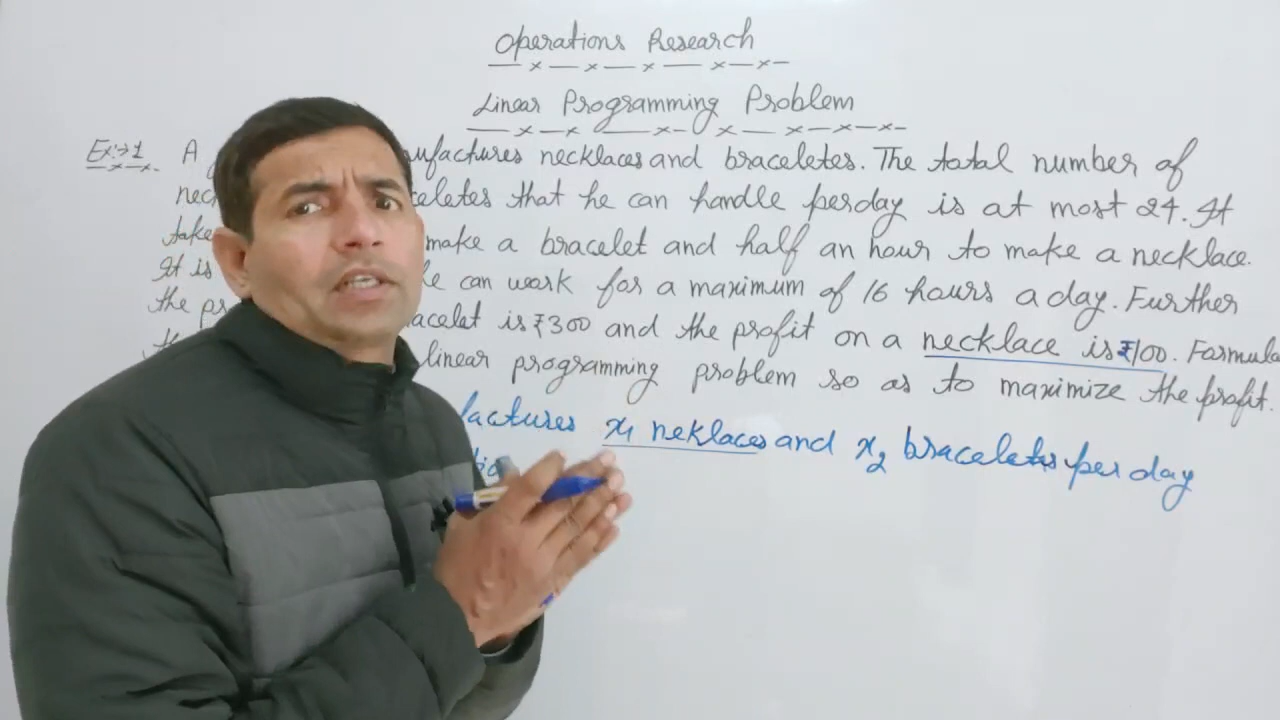 Operations Research
Linear Programming Problem
Ex:→1 A ufactures necklaces and braceletes. The total number of
nec celetes that he can handle perday is at most 24. It
take make a bracelet and half an hour to make a necklace.
It is he can work for a maximum of 16 hours a day. Further
the pr acelet is ₹300 and the profit on a necklace is ₹100. Formula
linear programming problem so as to maximize the profit.
factures x1 neklaces and x2 braceletes per day